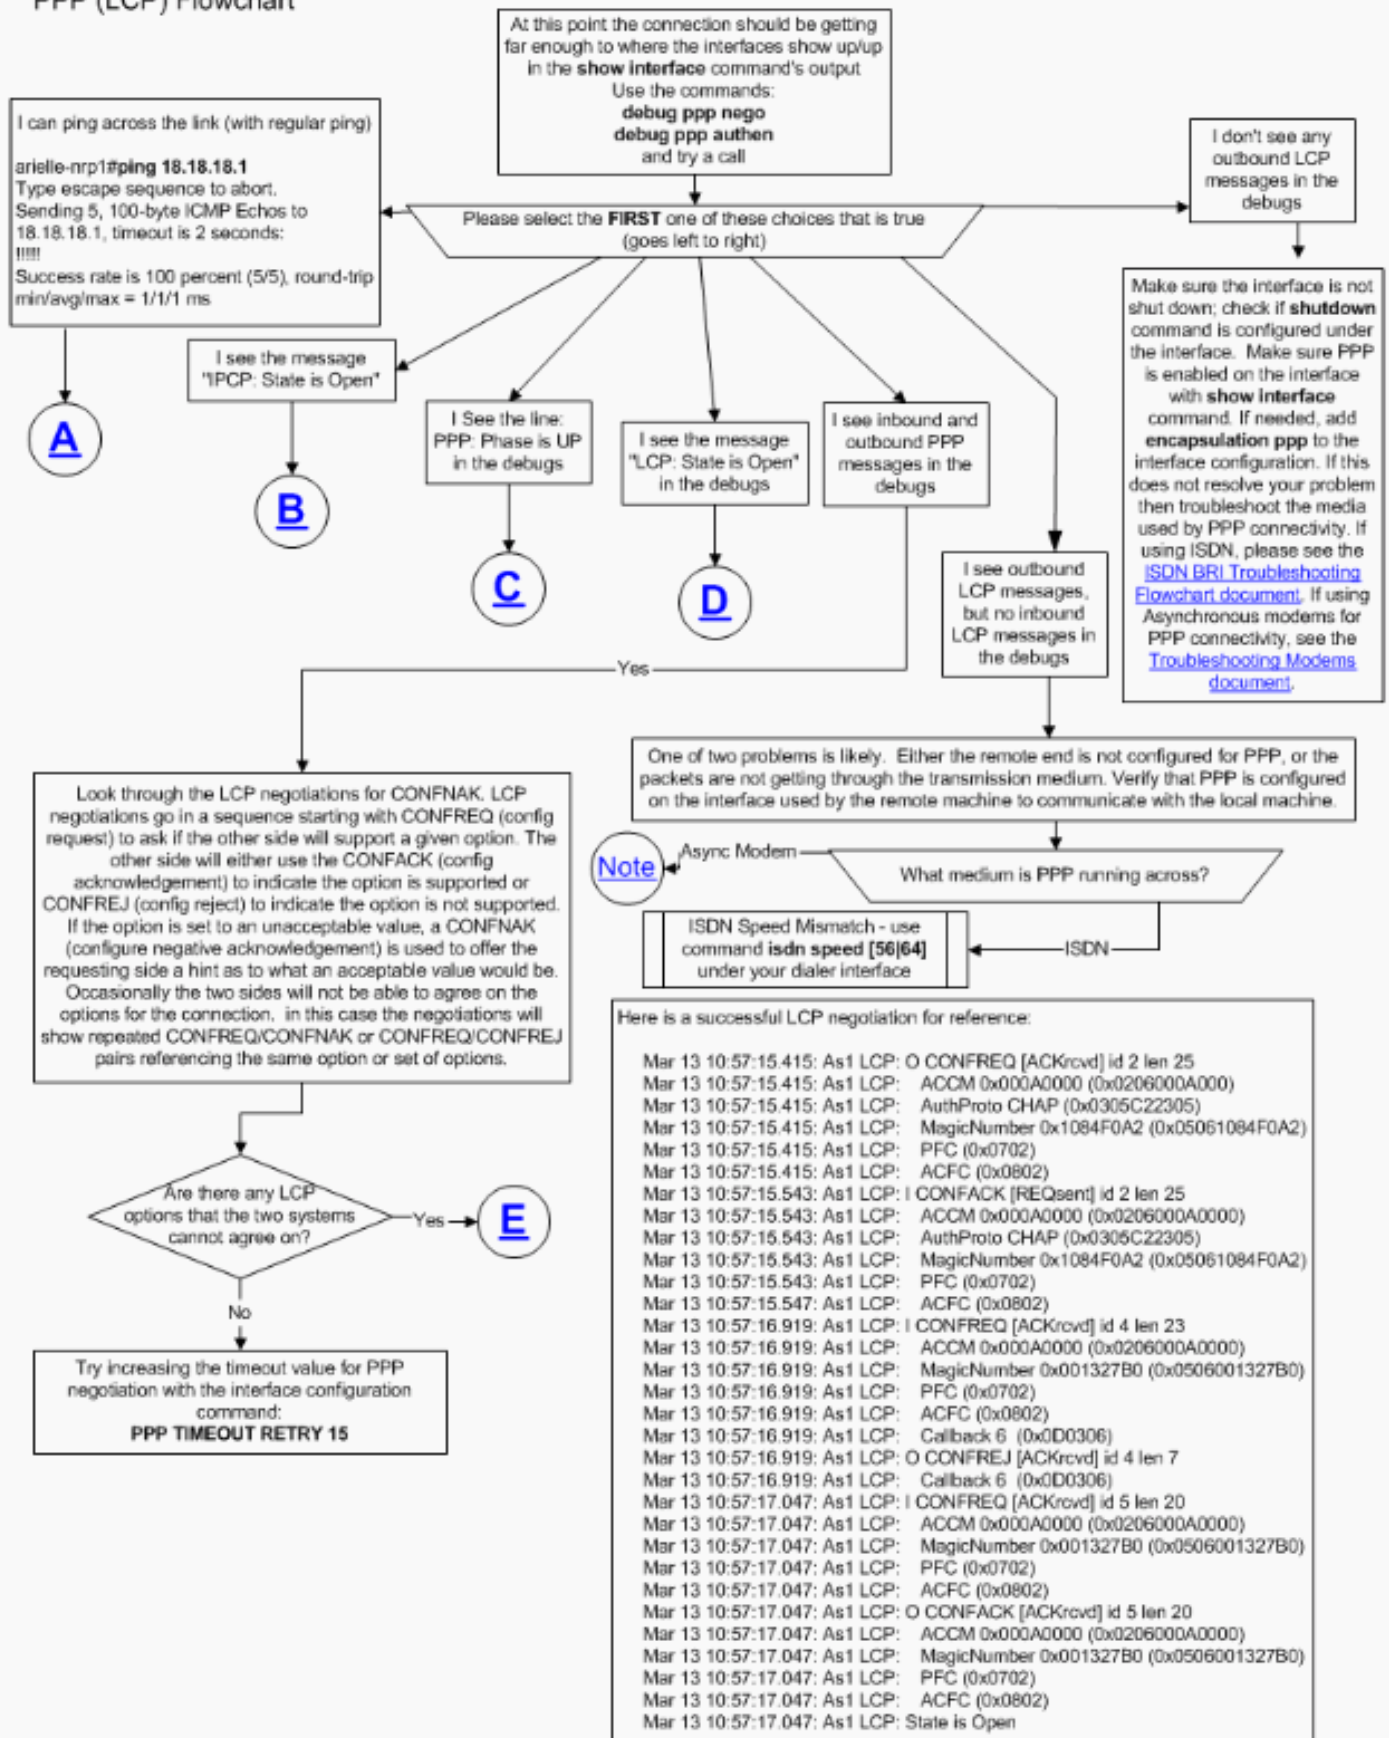 PPP (LCP) Flowchart
At this point the connection should be getting
far enough to where the interfaces show up/up
in the show interface command's output
Use the commands:
debug ppp nego
debug ppp authen
and try a call
I can ping across the link (with regular ping)
arielle-nrp1#ping 18.18.18.1
Type escape sequence to abort.
Sending 5, 100-byte ICMP Echos to
18.18.18.1, timeout is 2 seconds:
!!!!!
Success rate is 100 percent (5/5), round-trip
min/avg/max = 1/1/1 ms
Please select the FIRST one of these choices that is true
(goes left to right)
I don't see any
outbound LCP
messages in the
debugs
Make sure the interface is not
shut down; check if shutdown
command is configured under
the interface. Make sure PPP
is enabled on the interface
with show interface
command. If needed, add
encapsulation ppp to the
interface configuration. If this
does not resolve your problem
then troubleshoot the media
used by PPP connectivity. If
using ISDN, please see the
ISDN BRI Troubleshooting
Flowchart document. If using
Asynchronous modems for
PPP connectivity, see the
Troubleshooting Modems
document.
I see the message
"IPCP: State is Open"
I See the line:
PPP: Phase is UP
in the debugs
I see the message
"LCP: State is Open"
in the debugs
I see inbound and
outbound PPP
messages in the
debugs
A
B
C
D
I see outbound
LCP messages,
but no inbound
LCP messages in
the debugs
Yes
One of two problems is likely. Either the remote end is not configured for PPP, or the
packets are not getting through the transmission medium. Verify that PPP is configured
on the interface used by the remote machine to communicate with the local machine.
Look through the LCP negotiations for CONFNAK. LCP
negotiations go in a sequence starting with CONFREQ (config
request) to ask if the other side will support a given option. The
other side will either use the CONFACK (config
acknowledgement) to indicate the option is supported or
CONFREJ (config reject) to indicate the option is not supported.
If the option is set to an unacceptable value, a CONFNAK
(configure negative acknowledgement) is used to offer the
requesting side a hint as to what an acceptable value would be.
Occasionally the two sides will not be able to agree on the
options for the connection. in this case the negotiations will
show repeated CONFREQ/CONFNAK or CONFREQ/CONFREJ
pairs referencing the same option or set of options.
Note
Async Modem
What medium is PPP running across?
ISDN Speed Mismatch - use
command isdn speed [56|64]
under your dialer interface
ISDN
Are there any LCP
options that the two systems
cannot agree on?
Yes
E
No
Try increasing the timeout value for PPP
negotiation with the interface configuration
command:
PPP TIMEOUT RETRY 15
Here is a successful LCP negotiation for reference:
Mar 13 10:57:15.415: As1 LCP: O CONFREQ [ACKrcvd] id 2 len 25
Mar 13 10:57:15.415: As1 LCP: ACCM 0x000A0000 (0x0206000A000)
Mar 13 10:57:15.415: As1 LCP: AuthProto CHAP (0x0305C22305)
Mar 13 10:57:15.415: As1 LCP: MagicNumber 0x1084F0A2 (0x05061084F0A2)
Mar 13 10:57:15.415: As1 LCP: PFC (0x0702)
Mar 13 10:57:15.415: As1 LCP: ACFC (0x0802)
Mar 13 10:57:15.543: As1 LCP: I CONFACK [REQsent] id 2 len 25
Mar 13 10:57:15.543: As1 LCP: ACCM 0x000A0000 (0x0206000A0000)
Mar 13 10:57:15.543: As1 LCP: AuthProto CHAP (0x0305C22305)
Mar 13 10:57:15.543: As1 LCP: MagicNumber 0x1084F0A2 (0x05061084F0A2)
Mar 13 10:57:15.543: As1 LCP: PFC (0x0702)
Mar 13 10:57:15.547: As1 LCP: ACFC (0x0802)
Mar 13 10:57:16.919: As1 LCP: I CONFREQ [ACKrcvd] id 4 len 23
Mar 13 10:57:16.919: As1 LCP: ACCM 0x000A0000 (0x0206000A0000)
Mar 13 10:57:16.919: As1 LCP: MagicNumber 0x001327B0 (0x0506001327B0)
Mar 13 10:57:16.919: As1 LCP: PFC (0x0702)
Mar 13 10:57:16.919: As1 LCP: ACFC (0x0802)
Mar 13 10:57:16.919: As1 LCP: Callback 6 (0x0D0306)
Mar 13 10:57:16.919: As1 LCP: O CONFREJ [ACKrcvd] id 4 len 7
Mar 13 10:57:16.919: As1 LCP: Callback 6 (0x0D0306)
Mar 13 10:57:17.047: As1 LCP: I CONFREQ [ACKrcvd] id 5 len 20
Mar 13 10:57:17.047: As1 LCP: ACCM 0x000A0000 (0x0206000A0000)
Mar 13 10:57:17.047: As1 LCP: MagicNumber 0x001327B0 (0x0506001327B0)
Mar 13 10:57:17.047: As1 LCP: PFC (0x0702)
Mar 13 10:57:17.047: As1 LCP: ACFC (0x0802)
Mar 13 10:57:17.047: As1 LCP: O CONFACK [ACKrcvd] id 5 len 20
Mar 13 10:57:17.047: As1 LCP: ACCM 0x000A0000 (0x0206000A0000)
Mar 13 10:57:17.047: As1 LCP: MagicNumber 0x001327B0 (0x0506001327B0)
Mar 13 10:57:17.047: As1 LCP: PFC (0x0702)
Mar 13 10:57:17.047: As1 LCP: ACFC (0x0802)
Mar 13 10:57:17.047: As1 LCP: State is Open